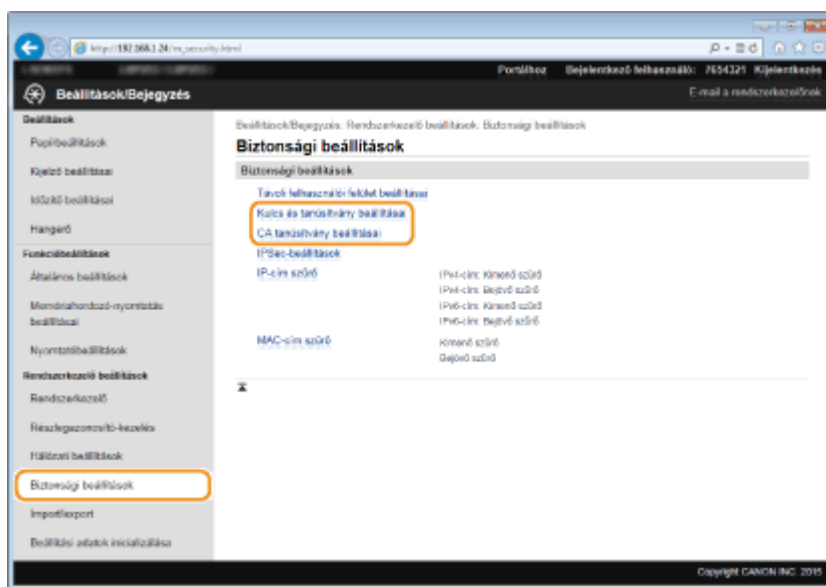 http://192.168.1.24/m_security.html
Portálhoz Bejelentkező felhasználó: 7654321 Kijelentkezés
Beállítások/Bejegyzés
E-mail a rendszerkezelőnek
Beállítások
Papírbeállítások
Kijelző beállításai
Időzítő beállításai
Hangerő
Funkcióbeállítások
Általános beállítások
Memóriahordozó-nyomtatás
beállításai
Nyomtatóbeállítások
Rendszerkezelő beállítások
Rendszerkezelő
Részlegazonosító-kezelés
Hálózati beállítások
Biztonsági beállítások
Import/export
Beállítási adatok inicializálása
Beállítások/Bejegyzés: Rendszerkezelő beállítások: Biztonsági beállítások
Biztonsági beállítások
Biztonsági beállítások
Távoli felhasználói felület beállításai
Kulcs és tanúsítvány beállításai
CA tanúsítvány beállításai
IPSec-beállítások
IP-cím szűrő
IPv4-cím: Kimenő szűrő
IPv4-cím: Bejövő szűrő
IPv6-cím: Kimenő szűrő
IPv6-cím: Bejövő szűrő
MAC-cím szűrő
Kimenő szűrő
Bejövő szűrő
Copyright CANON INC. 2015